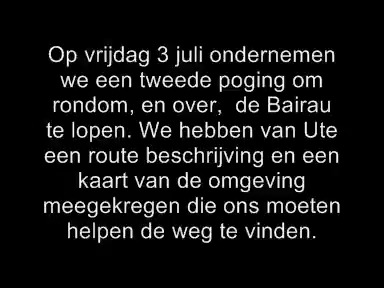 Op vrijdag 3 juli ondernemen
we een tweede poging om
rondom, en over,  de Bairau
te lopen. We hebben van Ute
een route beschrijving en een
kaart van de omgeving
meegekregen die ons moeten
helpen de weg te vinden.